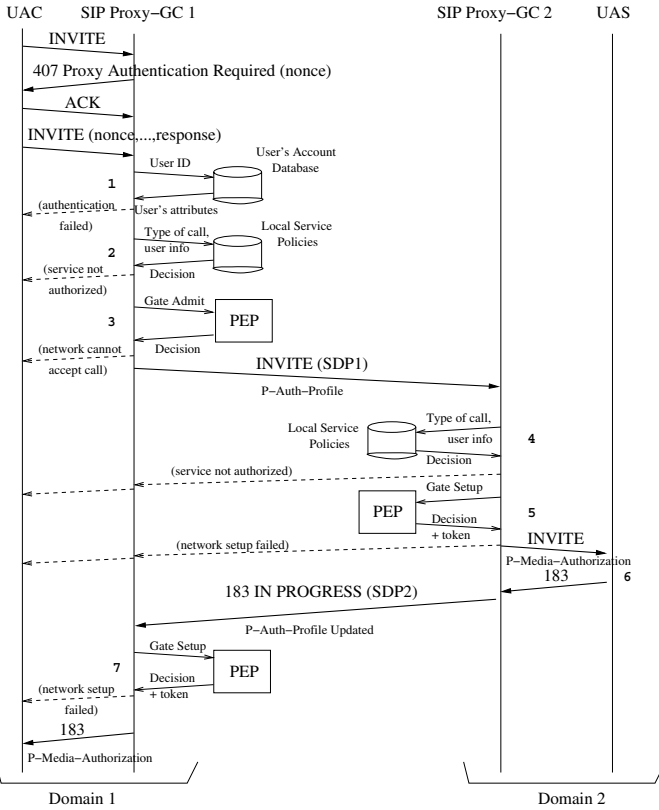 UAC
SIP Proxy−GC 1
SIP Proxy−GC 2
UAS
INVITE
407 Proxy Authentication Required (nonce)
ACK
INVITE (nonce,...,response)
User ID
User's Account
Database
1
(authentication
failed)
User's attributes
Type of call,
user info
Local Service
Policies
2
(service not
authorized)
Decision
Gate Admit
PEP
3
(network cannot
accept call)
Decision
INVITE (SDP1)
P−Auth−Profile
Local Service
Policies
Type of call,
user info
4
Decision
(service not authorized)
Gate Setup
PEP
5
Decision
+ token
(network setup failed)
INVITE
P−Media−Authorization
183
6
183 IN PROGRESS (SDP2)
P−Auth−Profile Updated
Gate Setup
7
PEP
Decision
+ token
(network setup
failed)
183
P−Media−Authorization
Domain 1
Domain 2